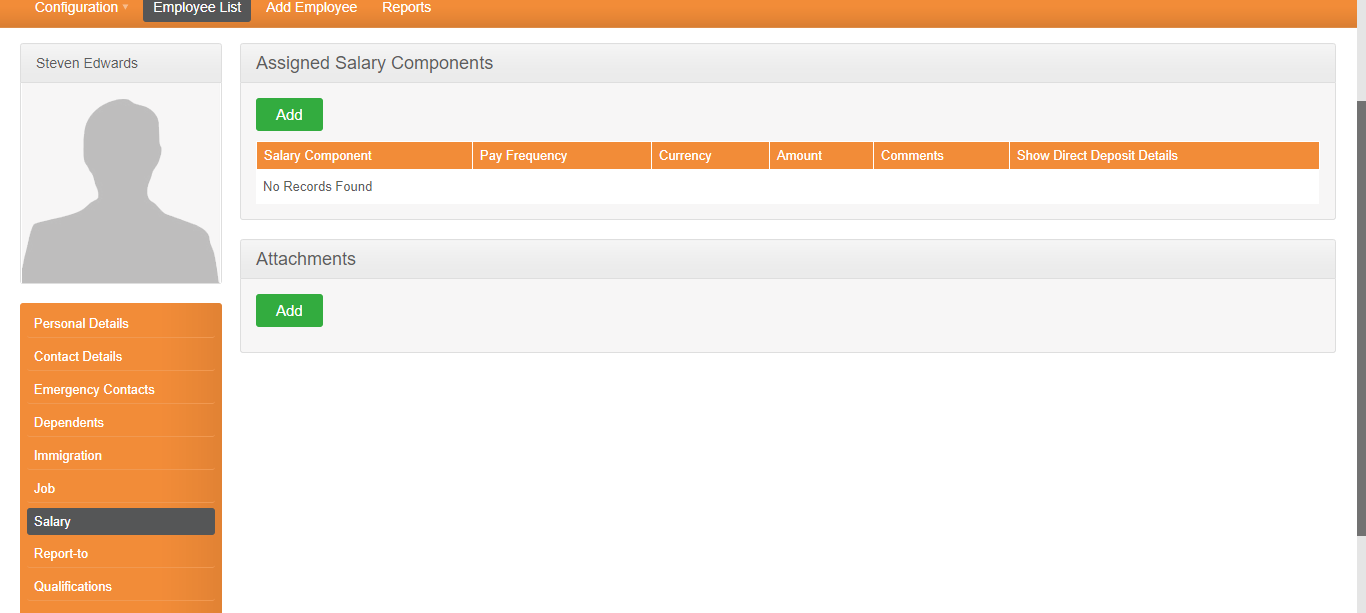 Configuration Employee List Add Employee Reports
Steven Edwards
Assigned Salary Components
Add
Salary Component Pay Frequency Currency Amount Comments Show Direct Deposit Details
No Records Found
Attachments
Add
Personal Details
Contact Details
Emergency Contacts
Dependents
Immigration
Job
Salary
Report-to
Qualifications